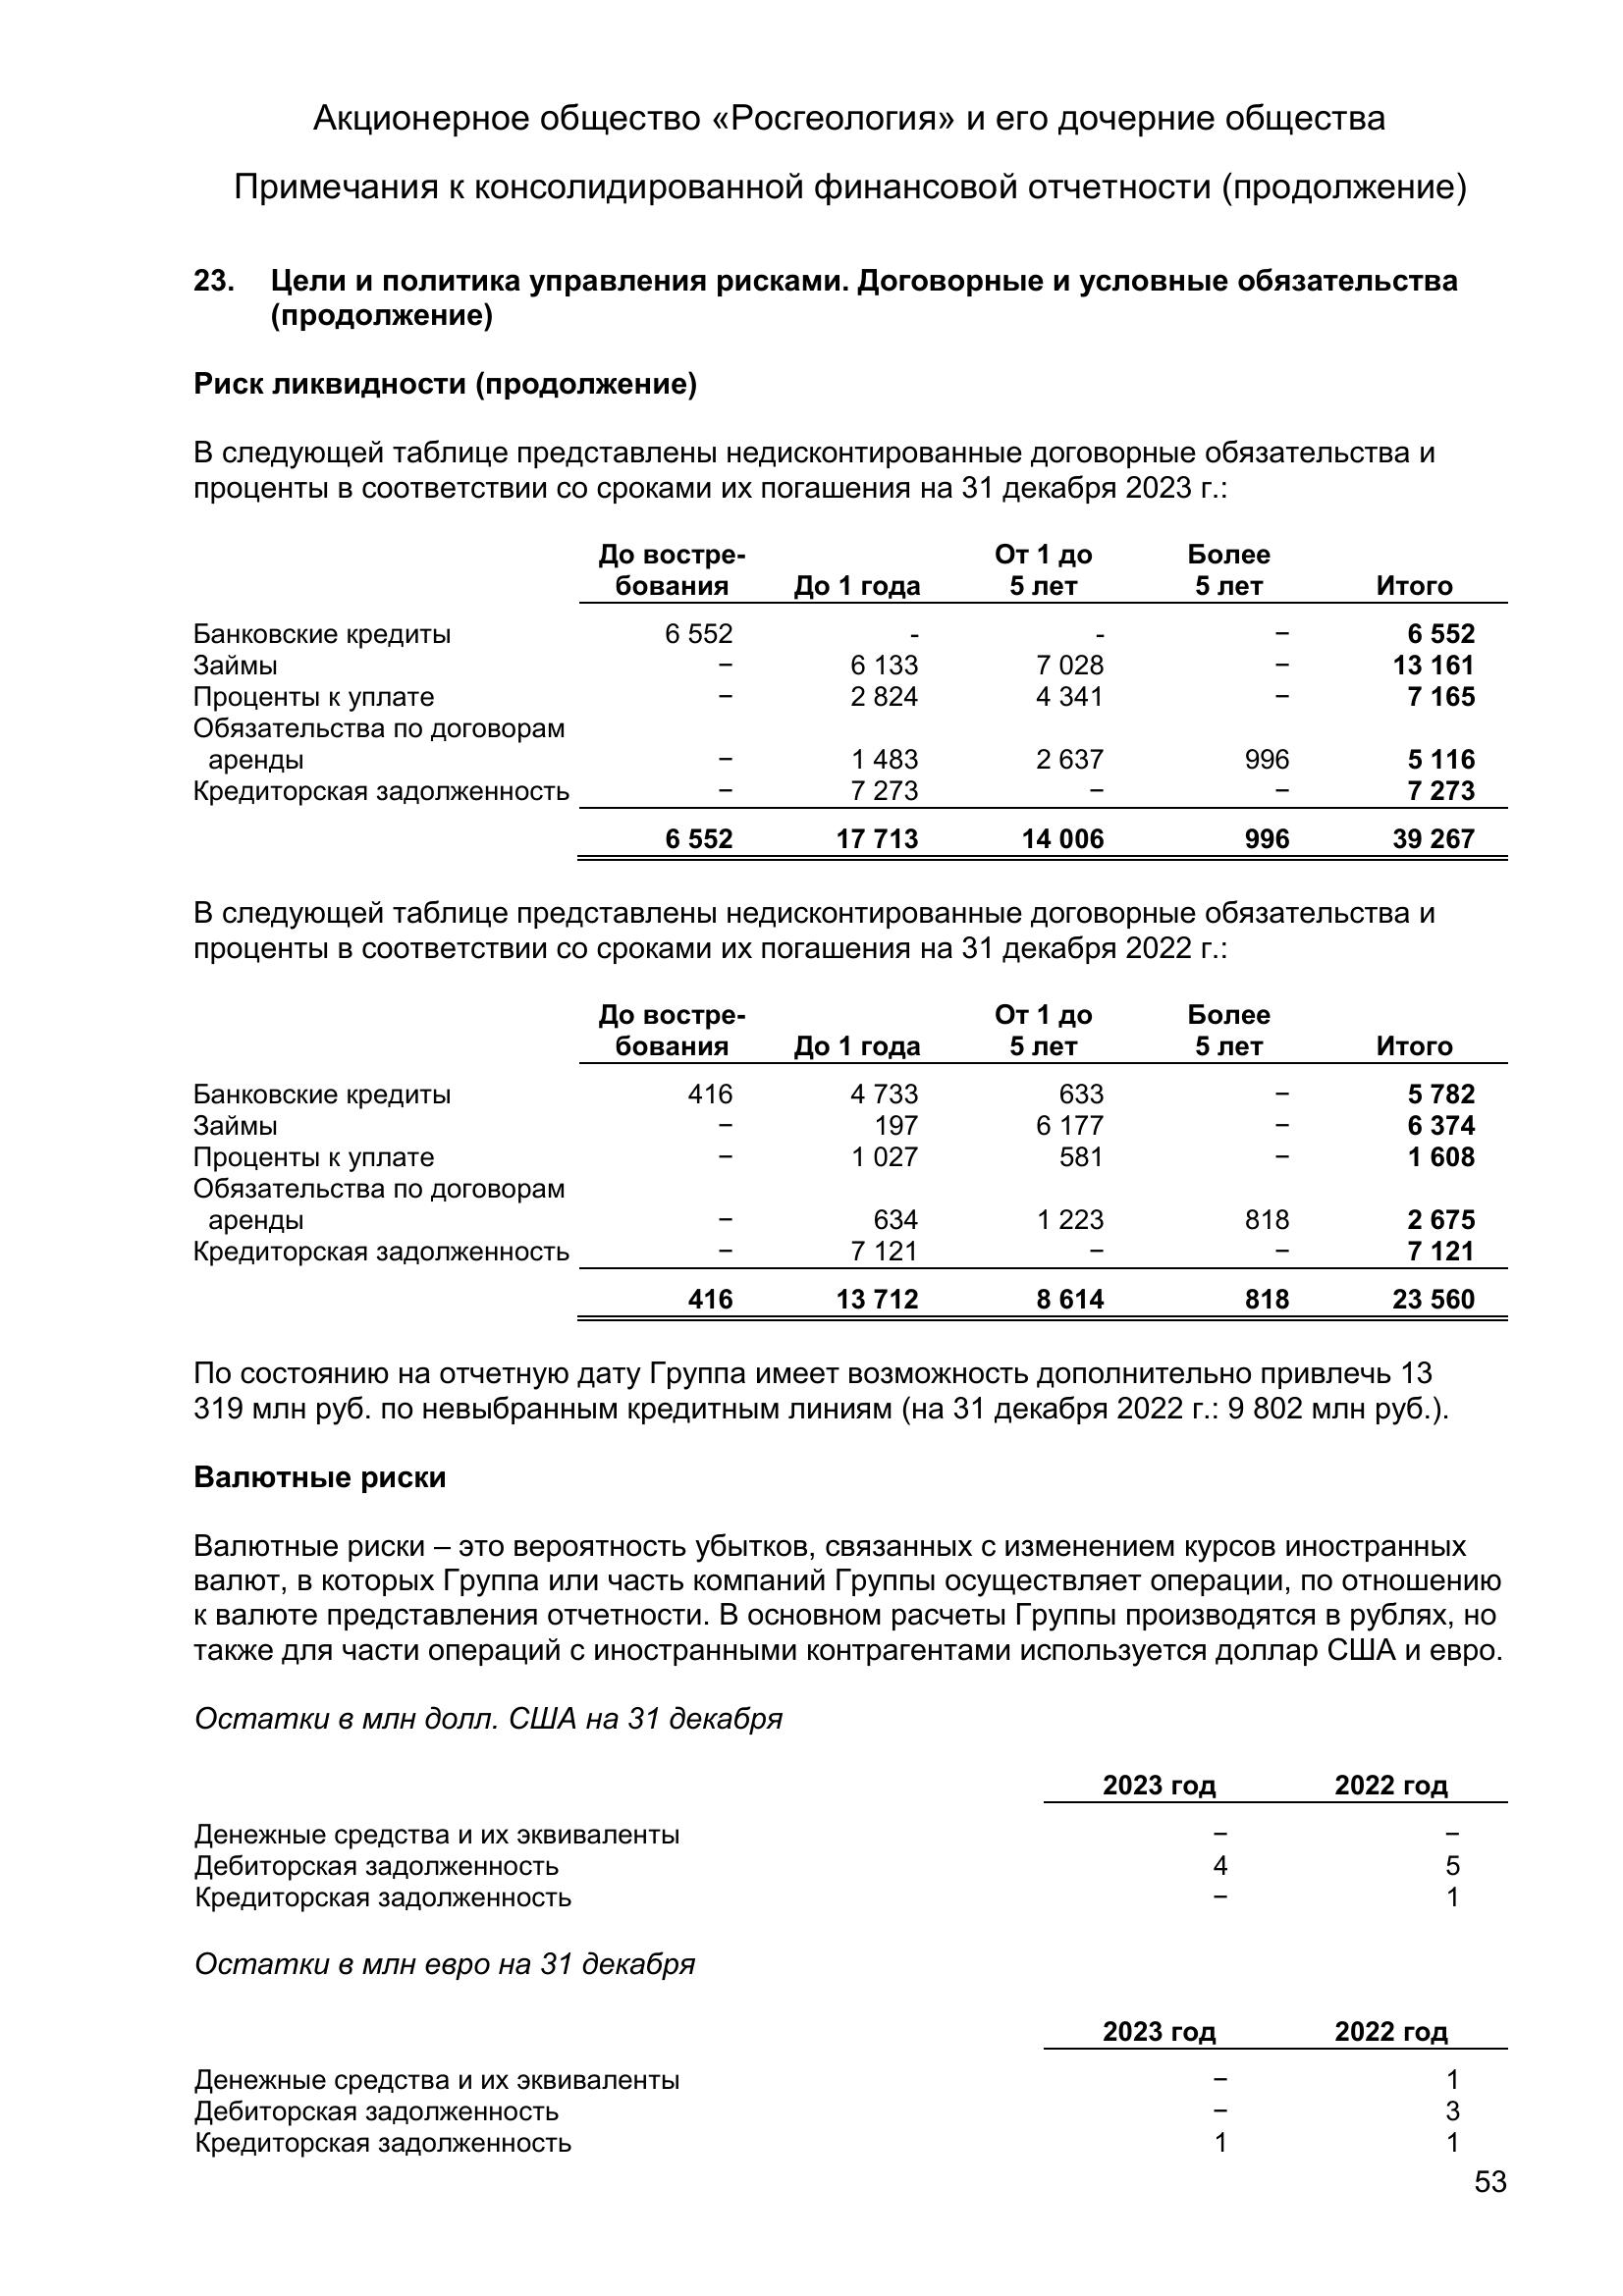 Акционерное общество «Росгеология» и его дочерние общества
Примечания к консолидированной финансовой отчетности (продолжение)
23. Цели и политика управления рисками. Договорные и условные обязательства
(продолжение)
Риск ликвидности (продолжение)
В следующей таблице представлены недисконтированные договорные обязательства и
проценты в соответствии со сроками их погашения на 31 декабря 2023 г.:
До востре- От 1 до Более
бования До 1 года 5 лет 5 лет Итого
Банковские кредиты 6 552 - - − 6 552
Займы − 6 133 7 028 − 13 161
Проценты к уплате − 2 824 4 341 − 7 165
Обязательства по договорам
аренды − 1 483 2 637 996 5 116
Кредиторская задолженность − 7 273 − − 7 273
6 552 17 713 14 006 996 39 267
В следующей таблице представлены недисконтированные договорные обязательства и
проценты в соответствии со сроками их погашения на 31 декабря 2022 г.:
До востре- От 1 до Более
бования До 1 года 5 лет 5 лет Итого
Банковские кредиты 416 4 733 633 − 5 782
Займы − 197 6 177 − 6 374
Проценты к уплате − 1 027 581 − 1 608
Обязательства по договорам
аренды − 634 1 223 818 2 675
Кредиторская задолженность − 7 121 − − 7 121
416 13 712 8 614 818 23 560
По состоянию на отчетную дату Группа имеет возможность дополнительно привлечь 13
319 млн руб. по невыбранным кредитным линиям (на 31 декабря 2022 г.: 9 802 млн руб.).
Валютные риски
Валютные риски – это вероятность убытков, связанных с изменением курсов иностранных
валют, в которых Группа или часть компаний Группы осуществляет операции, по отношению
к валюте представления отчетности. В основном расчеты Группы производятся в рублях, но
также для части операций с иностранными контрагентами используется доллар США и евро.
Остатки в млн долл. США на 31 декабря
2023 год 2022 год
Денежные средства и их эквиваленты − −
Дебиторская задолженность 4 5
Кредиторская задолженность − 1
Остатки в млн евро на 31 декабря
2023 год 2022 год
Денежные средства и их эквиваленты − 1
Дебиторская задолженность − 3
Кредиторская задолженность 1 1
53